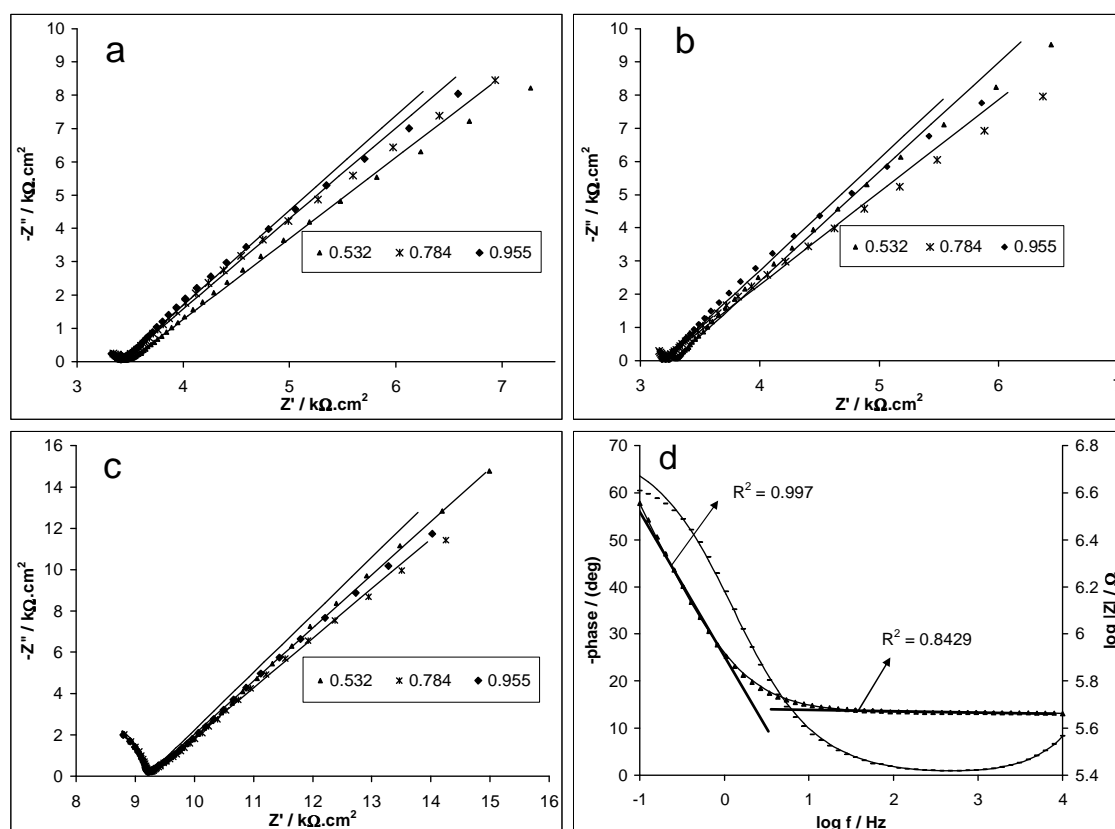 a
10
9
8
7
6
5
4
3
2
1
0
-Z" / kΩ.cm²
0.532 0.784 0.955
3 4 5 6 7
Z' / kΩ.cm²
b
10
9
8
7
6
5
4
3
2
1
0
-Z" / kΩ.cm²
0.532 0.784 0.955
3 4 5 6 7
Z' / kΩ.cm²
c
16
14
12
10
8
6
4
2
0
-Z" / kΩ.cm²
0.532 0.784 0.955
8 9 10 11 12 13 14 15 16
Z' / kΩ.cm²
d
70
60
50
40
30
20
10
0
-phase / (deg)
R² = 0.997
R² = 0.8429
6.8
6.6
6.4
6.2
6
5.8
5.6
5.4
log |Z| / Ω
-1 0 1 2 3 4
log f / Hz